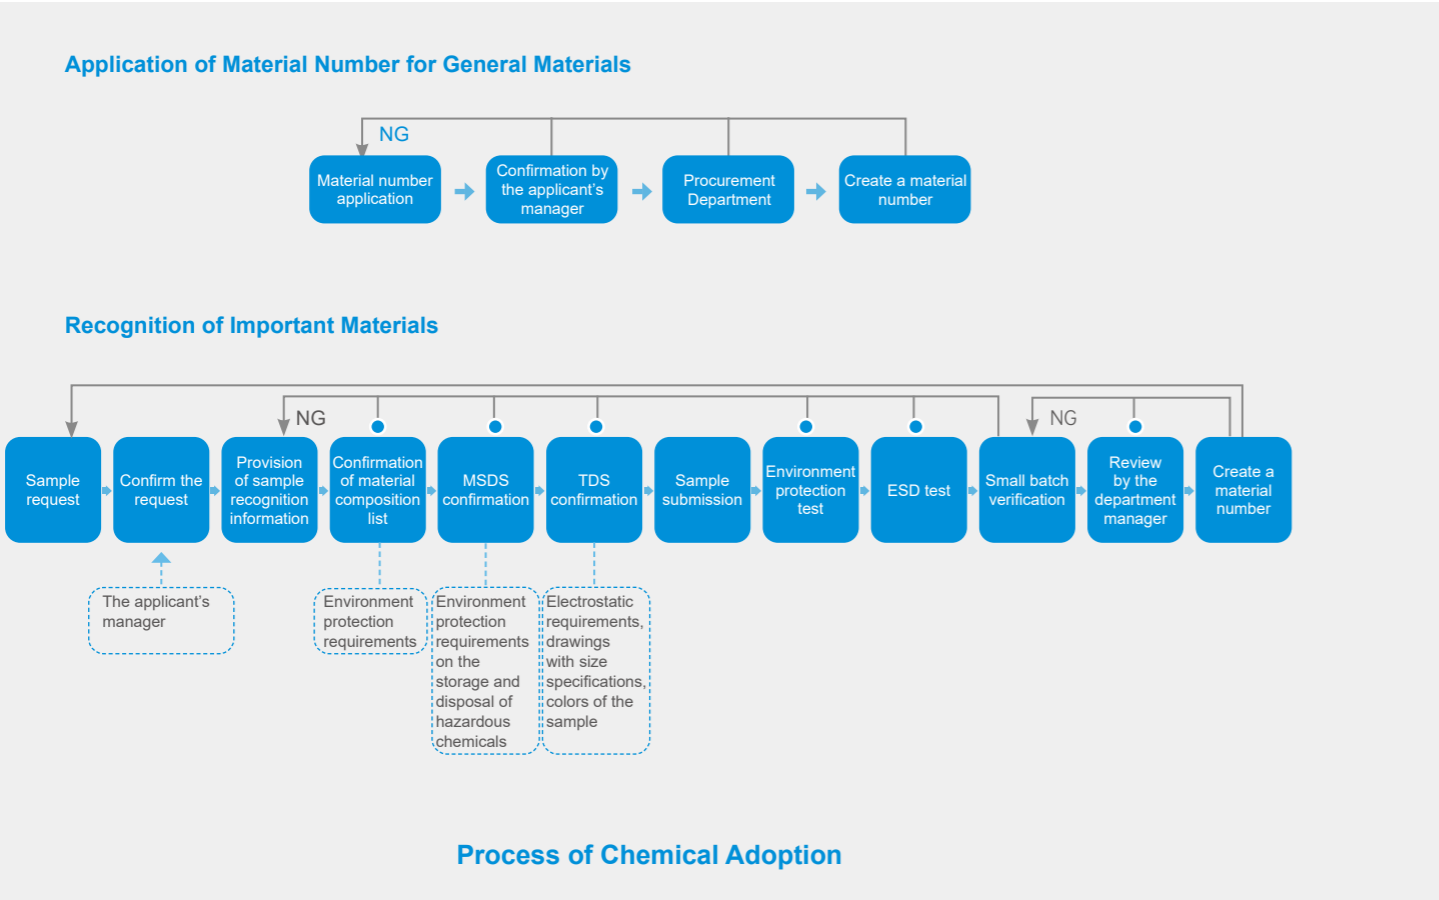 Application of Material Number for General Materials
NG
Material number
application
Confirmation by
the applicant's
manager
Procurement
Department
Create a material
number
Recognition of Important Materials
NG
NG
Sample
request
Confirm the
request
Provision
of sample
recognition
information
Confirmation
of material
composition
list
MSDS
confirmation
TDS
confirmation
Sample
submission
Environment
protection
test
ESD test
Small batch
verification
Review
by the
department
manager
Create a
material
number
The applicant's
manager
Environment
protection
requirements
Environment
protection
requirements
on the
storage and
disposal of
hazardous
chemicals
Electrostatic
requirements,
drawings
with size
specifications,
colors of the
sample
Process of Chemical Adoption